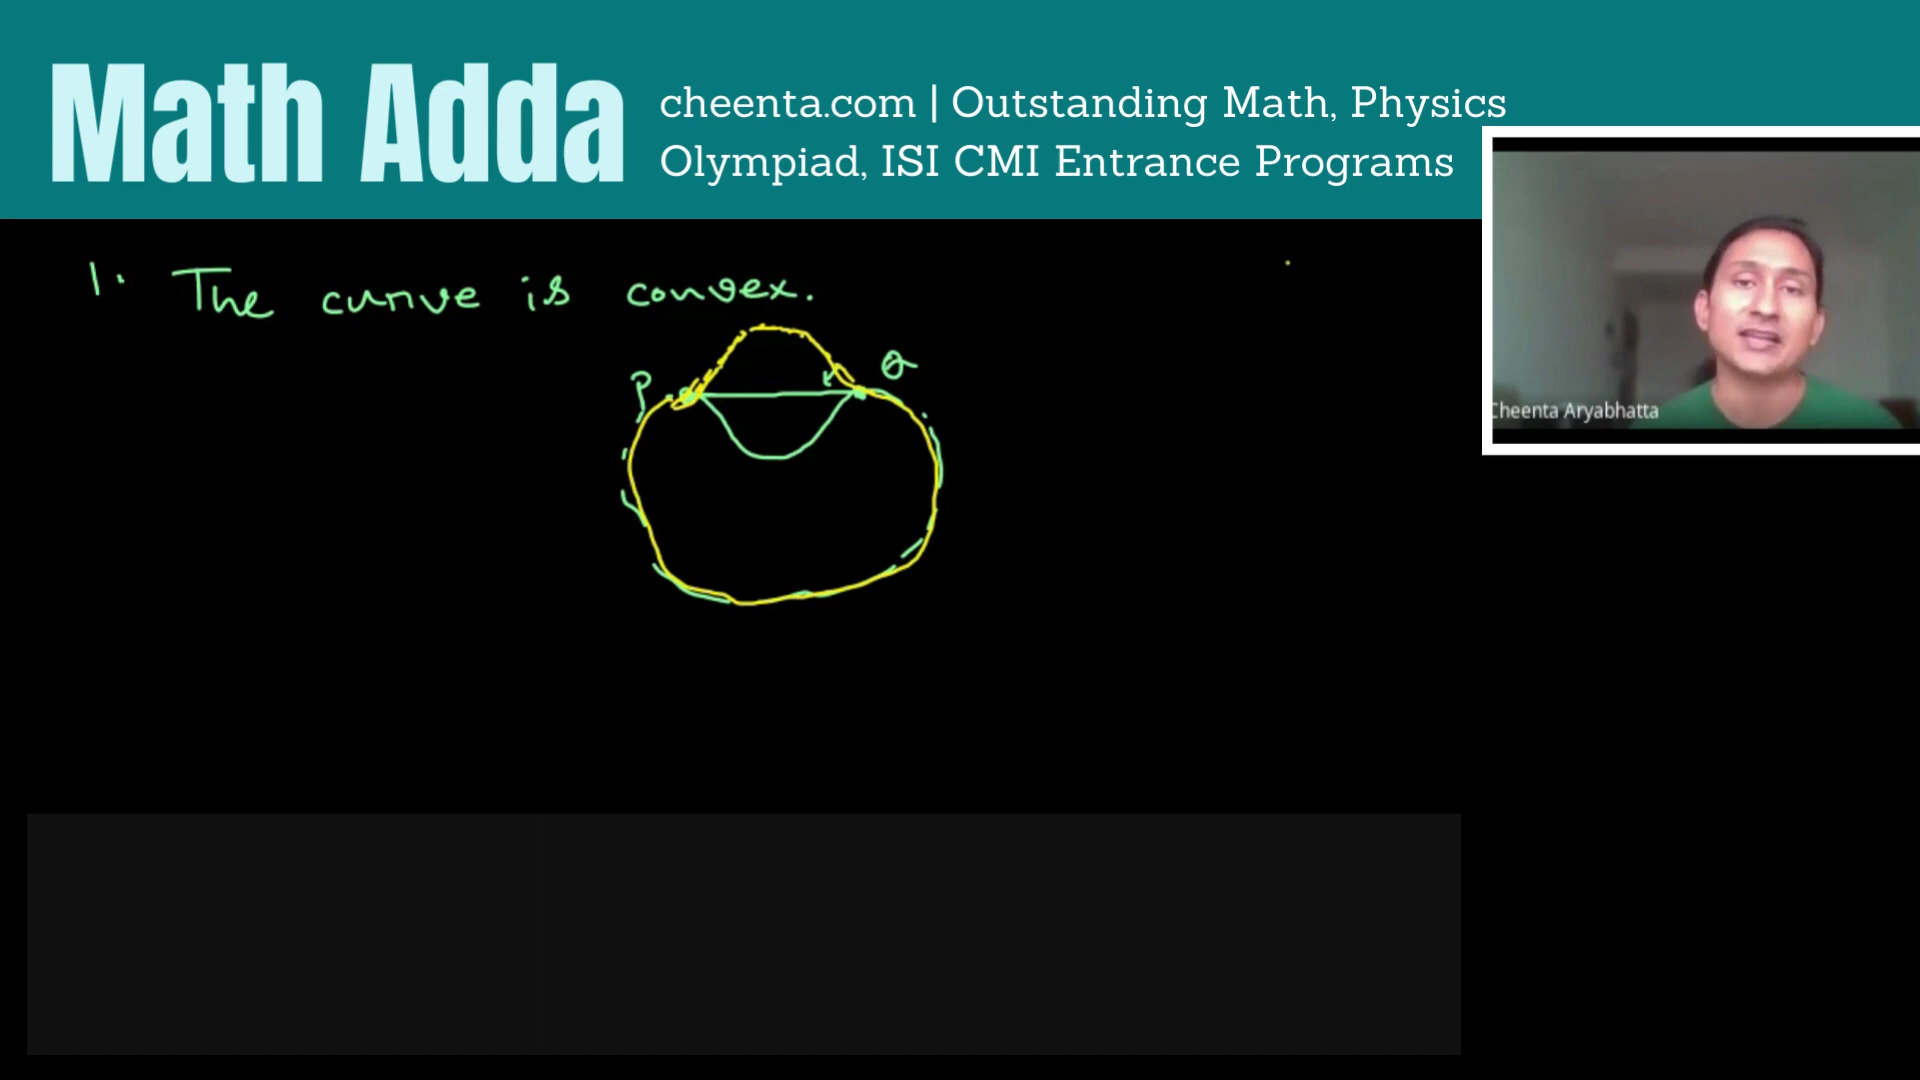 Math Adda
cheenta.com | Outstanding Math, Physics
Olympiad, ISI CMI Entrance Programs
1. The curve is convex.
P
Q
Cheenta Aryabhatta